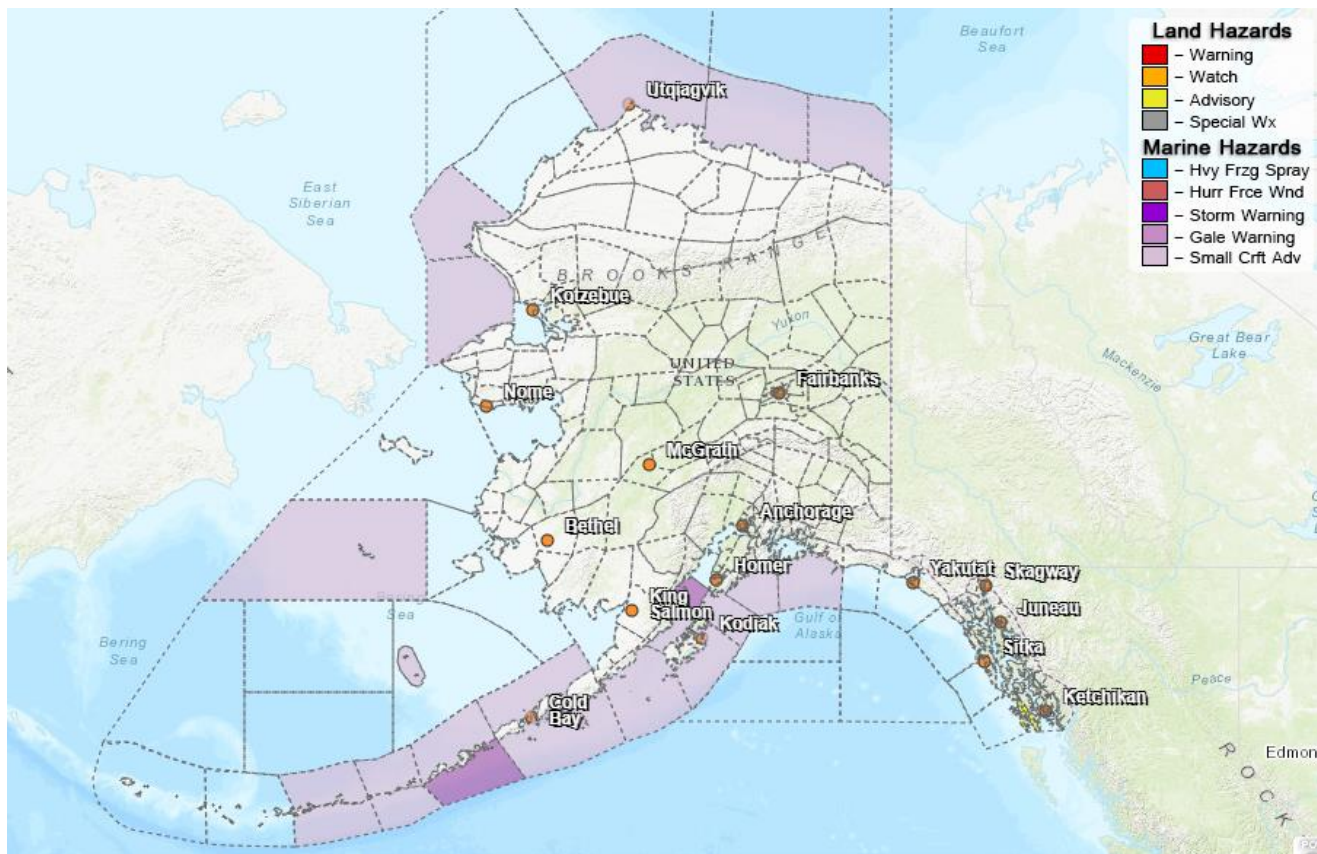 Beaufort
Sea
Land Hazards
– Warning
– Watch
– Advisory
– Special Wx
Marine Hazards
– Hvy Frzg Spray
– Hurr Frce Wnd
– Storm Warning
– Gale Warning
– Small Crft Adv
Utqiagvik
East
Siberian
Sea
BROOKS RANGE
Kotzebue
Yukon
Great Bear
Lake
Mackenzie
UNITED
STATES
Fairbanks
Nome
McGrath
Anchorage
Bethel
Homer
Yakutat
Skagway
King
Salmon
Kodiak
Juneau
Gulf of
Alaska
Bering
Sea
Bering
Sea
Sitka
Peace
Cold
Bay
Ketchikan
Edmon
ROCK